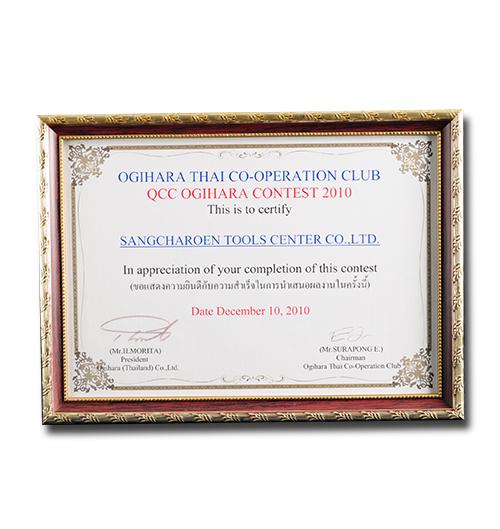 OGIHARA THAI CO-OPERATION CLUB
QCC OGIHARA CONTEST 2010
This is to certify
SANGCHAROEN TOOLS CENTER CO.,LTD.
In appreciation of your completion of this contest
(ขอแสดงความยินดีกับความสำเร็จในการนำเสนอผลงานในครั้งนี้)
Date December 10, 2010
(Mr.H.MORITA) (Mr.SURAPONG E.)
President Chairman
Ogihara (Thailand) Co.,Ltd. Ogihara Thai Co-Operation Club